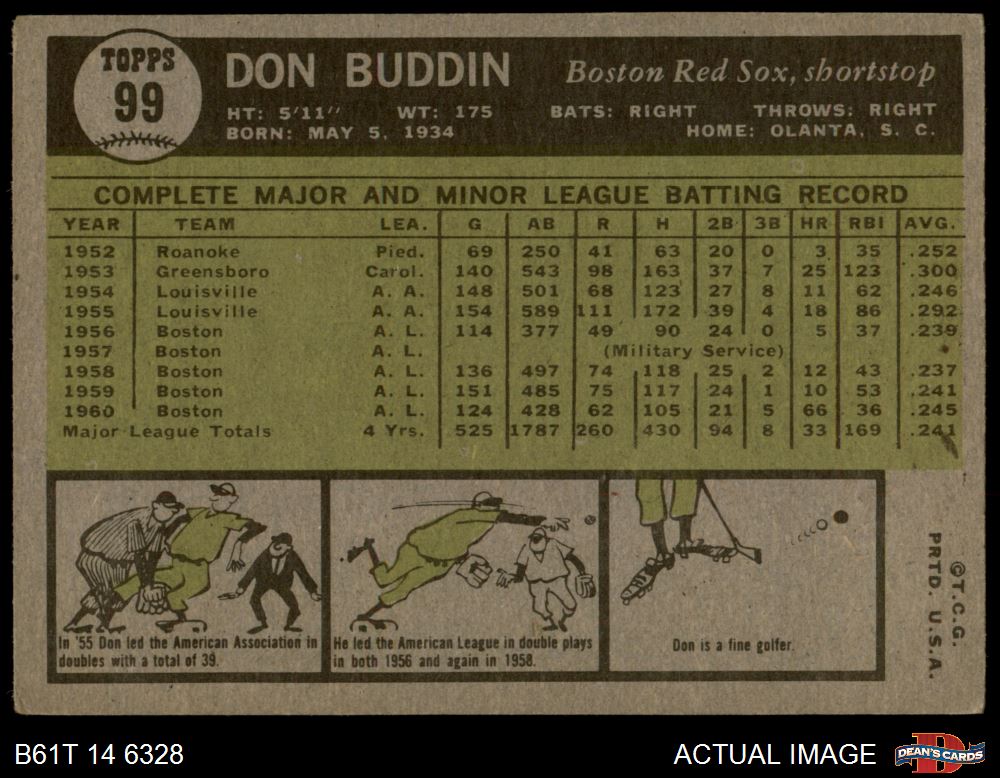 TOPPS
99
DON BUDDIN Boston Red Sox, shortstop
HT: 5'11" WT: 175 BATS: RIGHT THROWS: RIGHT
BORN: MAY 5, 1934 HOME: OLANTA, S. C.
COMPLETE MAJOR AND MINOR LEAGUE BATTING RECORD
YEAR TEAM LEA. G AB R H 2B 3B HR RBI AVG.
1952 Roanoke Pied. 69 250 41 63 20 0 3 35 .252
1953 Greensboro Carol. 140 543 98 163 37 7 25 123 .300
1954 Louisville A. A. 148 501 68 123 27 8 11 62 .246
1955 Louisville A. A. 154 589 111 172 39 4 18 86 .292
1956 Boston A. L. 114 377 49 90 24 0 5 37 .239
1957 Boston A. L. (Military Service)
1958 Boston A. L. 136 497 74 118 25 2 12 43 .237
1959 Boston A. L. 151 485 75 117 24 1 10 53 .241
1960 Boston A. L. 124 428 62 105 21 5 66 36 .245
Major League Totals 4 Yrs. 525 1787 260 430 94 8 33 169 .241
In '55 Don led the American Association in
doubles with a total of 39.
He led the American League in double plays
in both 1956 and again in 1958.
Don is a fine golfer.
©T.C.G.
PRTD. U.S.A.
B61T 14 6328 ACTUAL IMAGE
DEAN'S CARDS